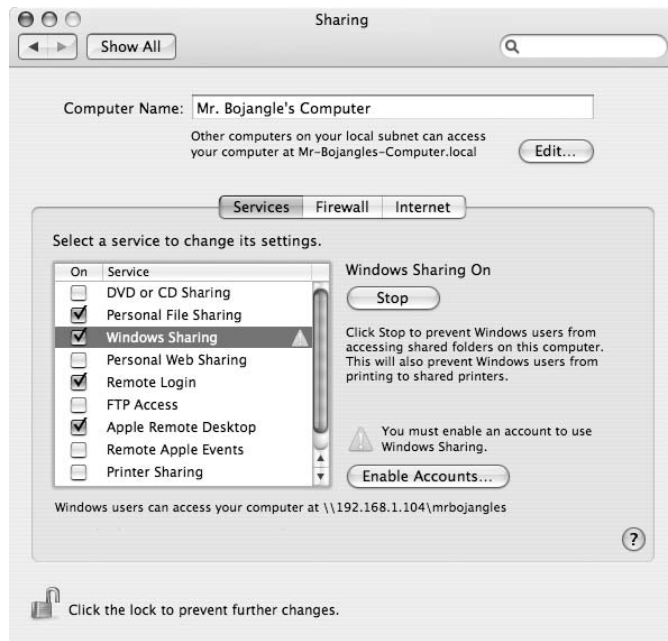 Sharing
Show All
Computer Name: Mr. Bojangle's Computer
Other computers on your local subnet can access
your computer at Mr-Bojangles-Computer.local
Edit...
Services Firewall Internet
Select a service to change its settings.
On Service
DVD or CD Sharing
Personal File Sharing
Windows Sharing
Personal Web Sharing
Remote Login
FTP Access
Apple Remote Desktop
Remote Apple Events
Printer Sharing
Windows Sharing On
Stop
Click Stop to prevent Windows users from
accessing shared folders on this computer.
This will also prevent Windows users from
printing to shared printers.
You must enable an account to use
Windows Sharing.
Enable Accounts...
Windows users can access your computer at \\192.168.1.104\mrbojangles
?
Click the lock to prevent further changes.